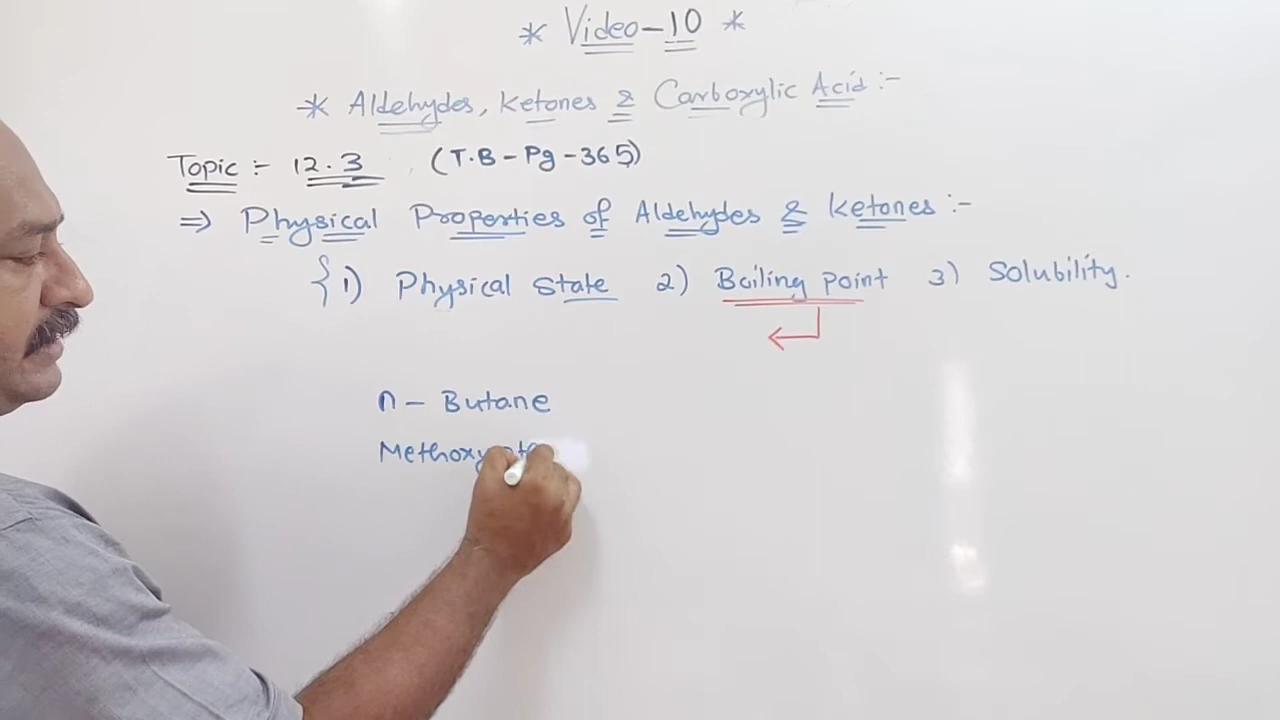 * Video-10 *
* Aldehydes, Ketones & Carboxylic Acid :-
Topic :- 12.3 (T.B - Pg - 365)
⇒ Physical Properties of Aldehydes & Ketones :-
{ 1) Physical State 2) Boiling point 3) Solubility.
n - Butane